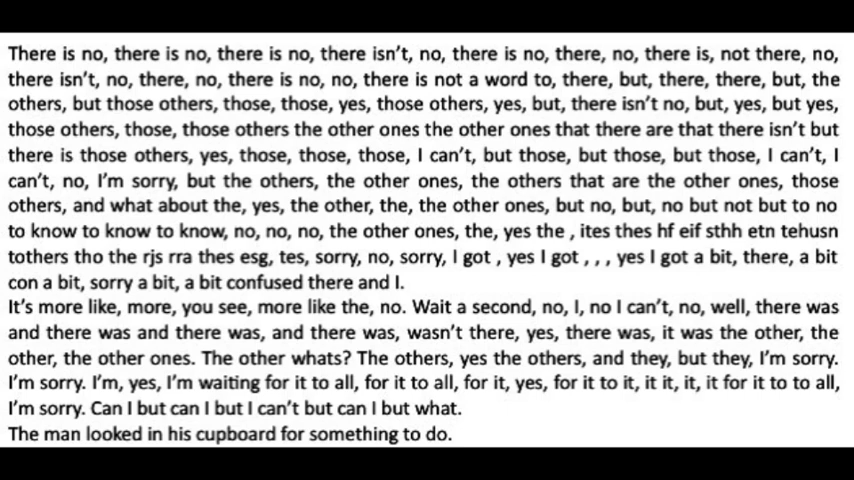 There is no, there is no, there is no, there isn't, no, there is no, there, no, there is, not there, no,
there isn't, no, there, no, there is no, no, there is not a word to, there, but, there, there, but, the
others, but those others, those, those, yes, those others, yes, but, there isn't no, but, yes, but yes,
those others, those, those others the other ones the other ones that there are that there isn't but
there is those others, yes, those, those, those, I can't, but those, but those, but those, I can't, I
can't, no, I'm sorry, but the others, the other ones, the others that are the other ones, those
others, and what about the, yes, the other, the, the other ones, but no, but, no but not but to no
to know to know to know, no, no, no, the other ones, the, yes the , ites thes hf eif sthh etn tehusn
tothers tho the rjs rra thes esg, tes, sorry, no, sorry, I got , yes I got , , , yes I got a bit, there, a bit
con a bit, sorry a bit, a bit confused there and I.
It's more like, more, you see, more like the, no. Wait a second, no, I, no I can't, no, well, there was
and there was and there was, and there was, wasn't there, yes, there was, it was the other, the
other, the other ones. The other whats? The others, yes the others, and they, but they, I'm sorry.
I'm sorry. I'm, yes, I'm waiting for it to all, for it to all, for it, yes, for it to it, it it, it, it for it to to all,
I'm sorry. Can I but can I but I can't but can I but what.
The man looked in his cupboard for something to do.